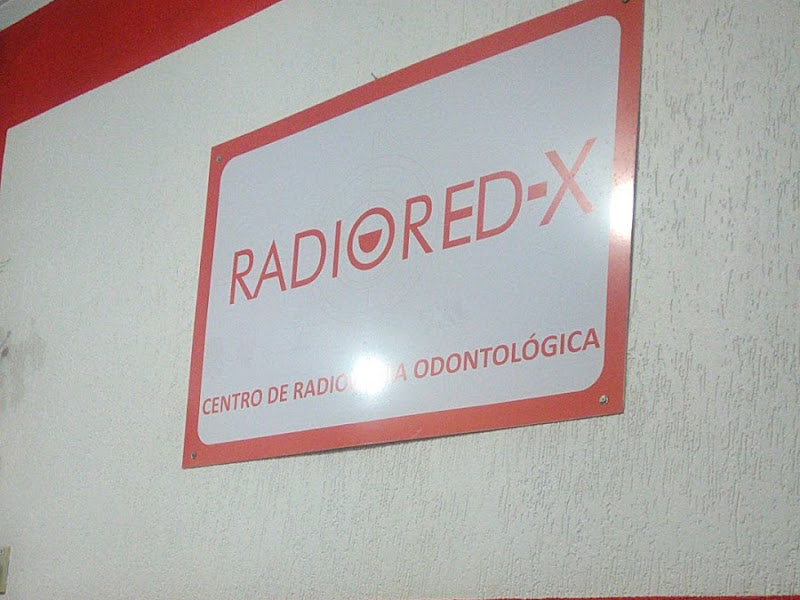 RADIORED-X
CENTRO DE ODONTOLÓGICA